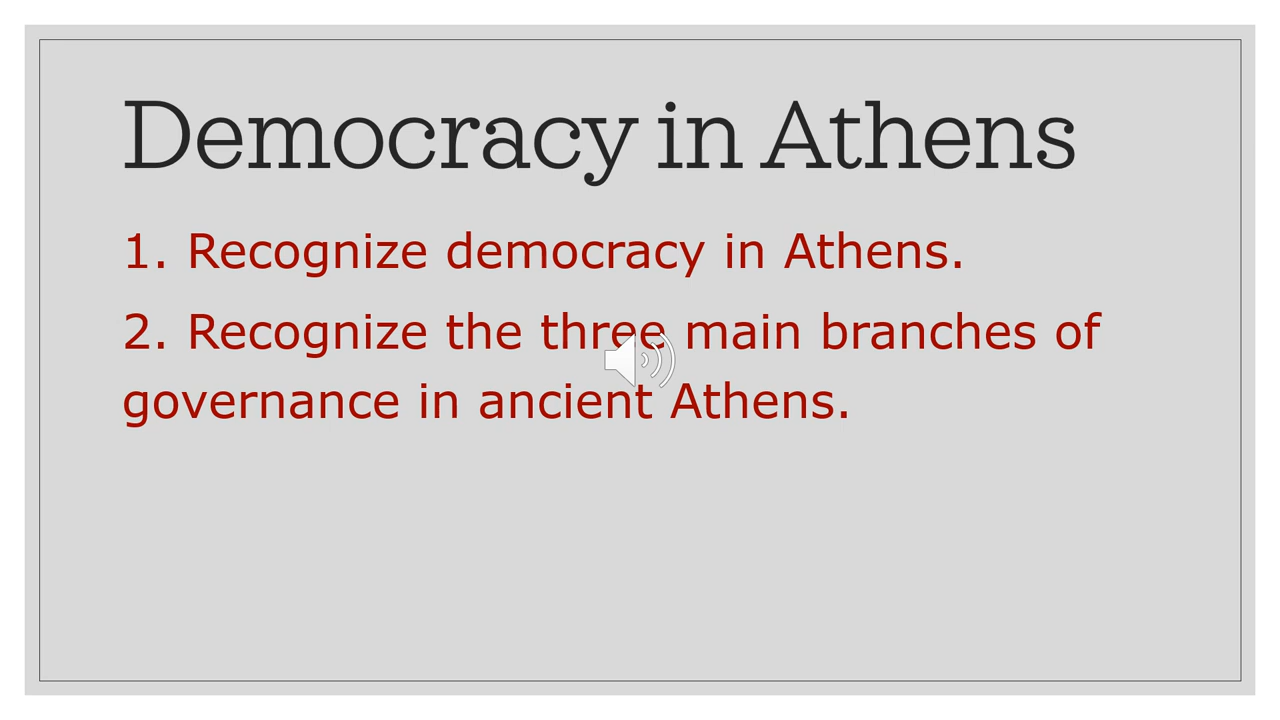 Democracy in Athens
1. Recognize democracy in Athens.
2. Recognize the three main branches of
governance in ancient Athens.